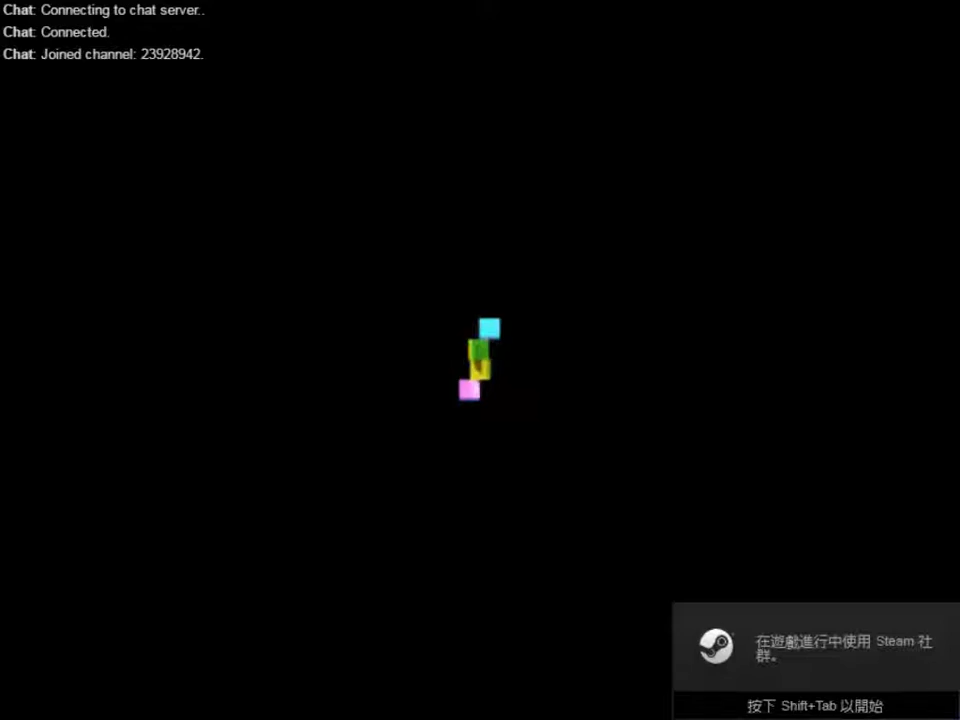 Chat: Connecting to chat server..
Chat: Connected.
Chat: Joined channel: 23928942.
在遊戲進行中使用 Steam 社
群。
按下 Shift+Tab 以開始